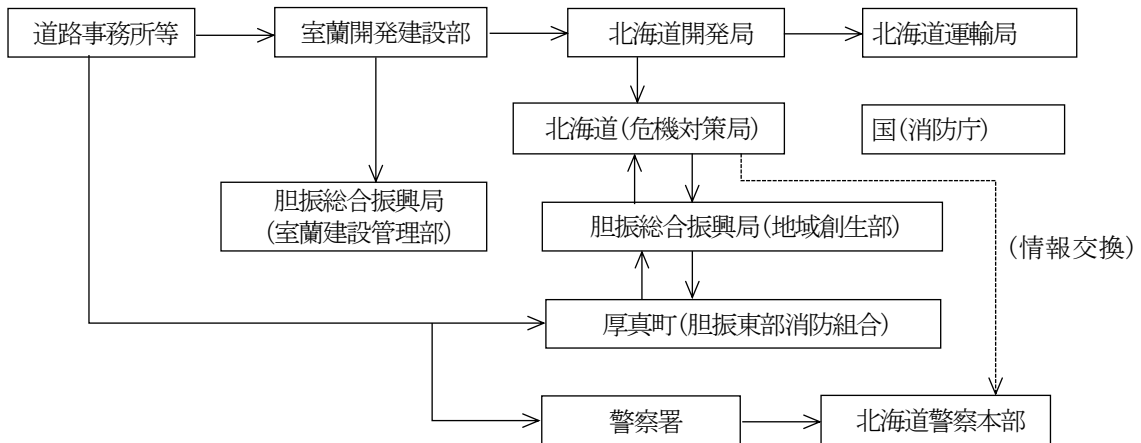 道路事務所等
室蘭開発建設部
北海道開発局
北海道運輸局
北海道(危機対策局)
国(消防庁)
胆振総合振興局
(室蘭建設管理部)
胆振総合振興局(地域創生部)
(情報交換)
厚真町(胆振東部消防組合)
警察署
北海道警察本部